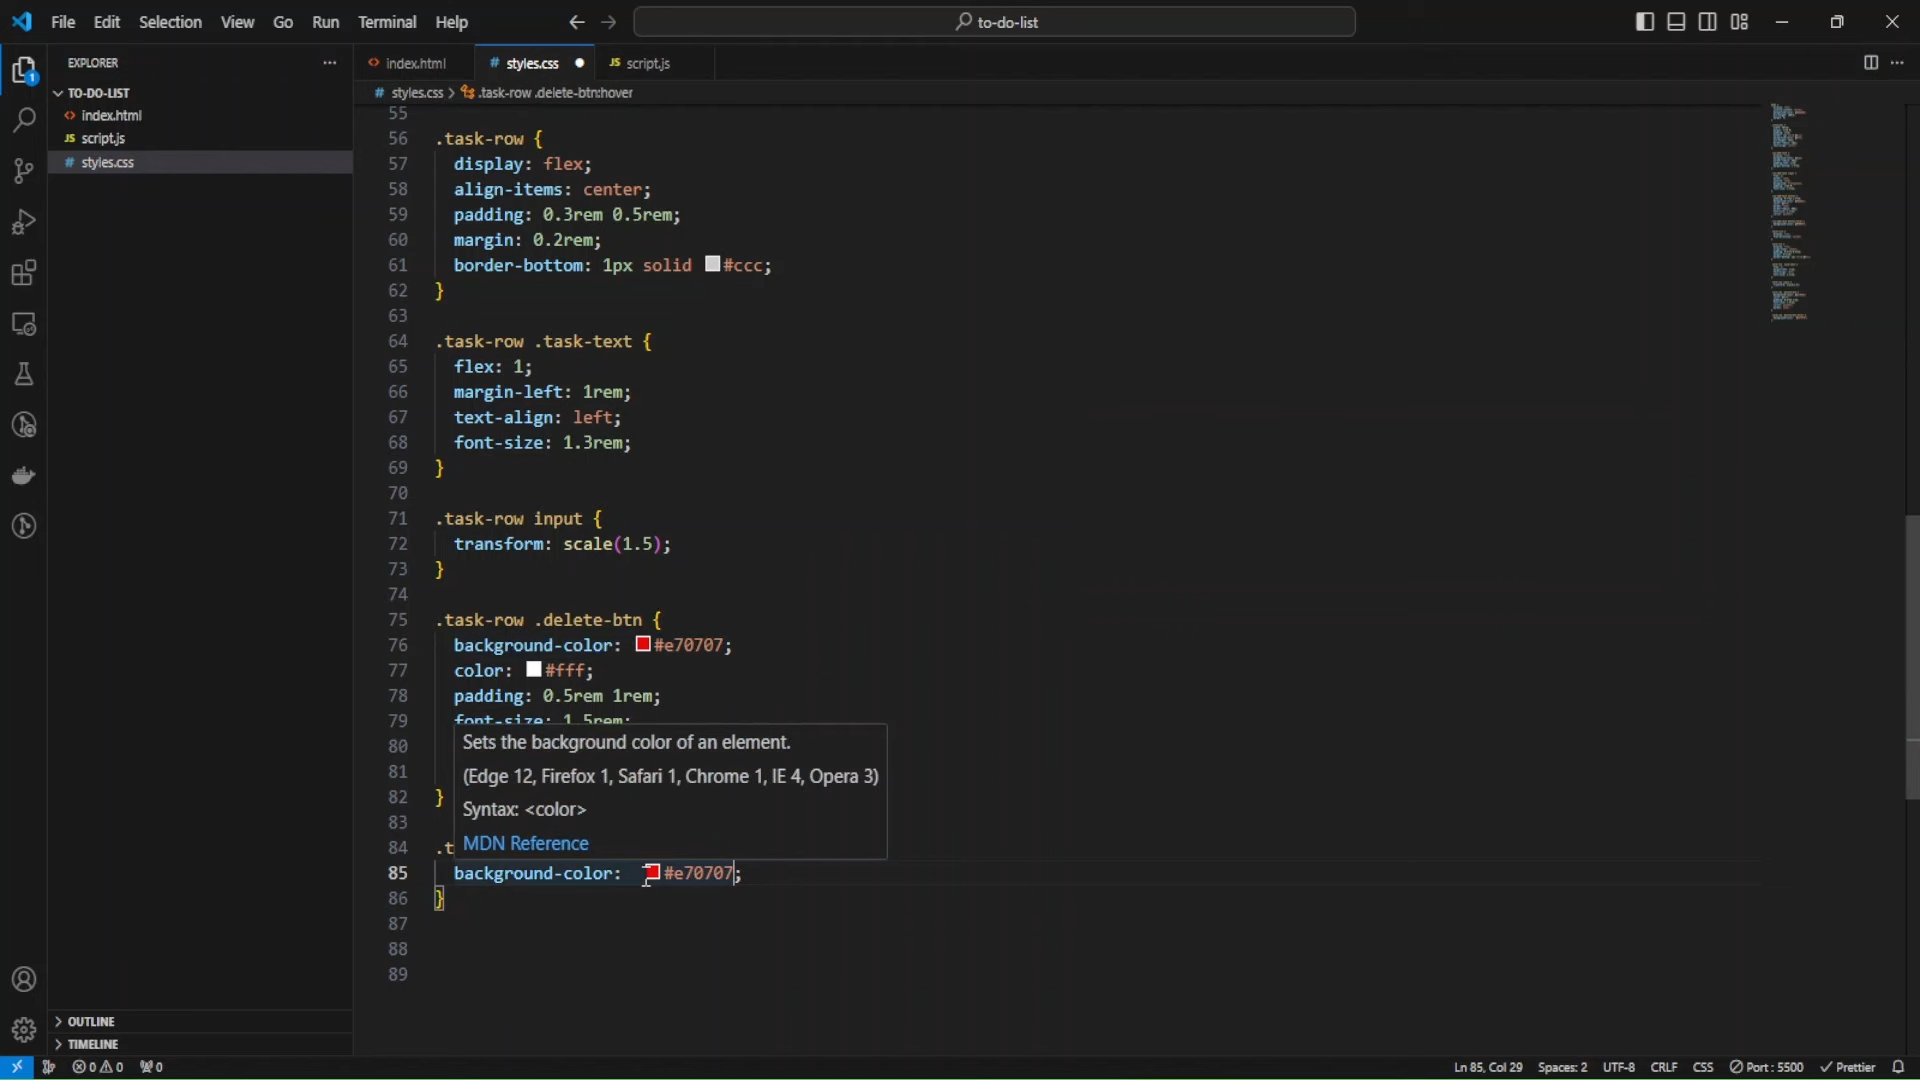 File Edit Selection View Go Run Terminal Help
to-do-list
EXPLORER
TO-DO-LIST
index.html
JS script.js
# styles.css
OUTLINE
TIMELINE
index.html
# styles.css
JS script.js
# styles.css > .task-row .delete-btn:hover
55
56 .task-row {
57 display: flex;
58 align-items: center;
59 padding: 0.3rem 0.5rem;
60 margin: 0.2rem;
61 border-bottom: 1px solid #ccc;
62 }
63
64 .task-row .task-text {
65 flex: 1;
66 margin-left: 1rem;
67 text-align: left;
68 font-size: 1.3rem;
69 }
70
71 .task-row input {
72 transform: scale(1.5);
73 }
74
75 .task-row .delete-btn {
76 background-color: #e70707;
77 color: #fff;
78 padding: 0.5rem 1rem;
79 font-size: 1.5rem;
80
81
82 }
83
84 .t
85 background-color: #e70707;
86 }
87
88
89
Sets the background color of an element.
(Edge 12, Firefox 1, Safari 1, Chrome 1, IE 4, Opera 3)
Syntax: <color>
MDN Reference
0 0 0
Ln 85, Col 29 Spaces: 2 UTF-8 CRLF CSS Port : 5500 Prettier